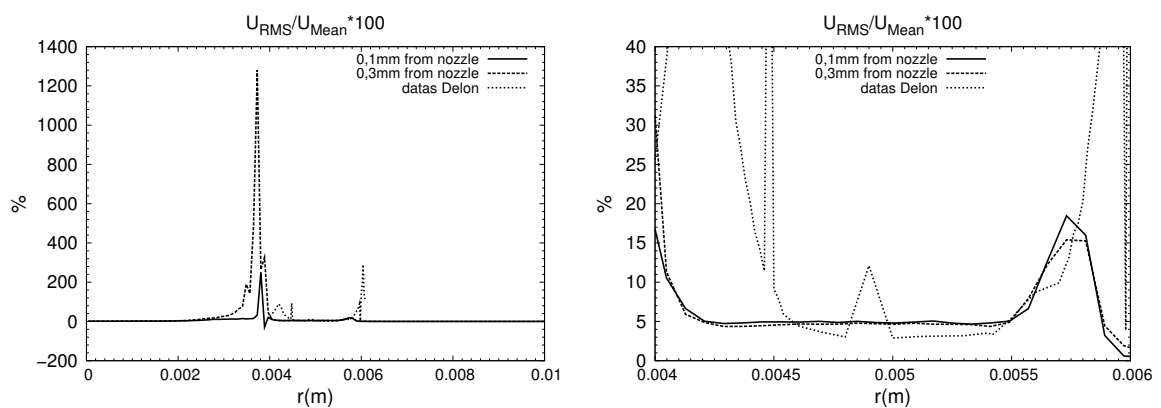 U_RMS/U_Mean*100
1400
1200
1000
800
600
400
200
0
−200
%
0,1mm from nozzle
0,3mm from nozzle
datas Delon
0 0.002 0.004 0.006 0.008 0.01
r(m)
U_RMS/U_Mean*100
40
35
30
25
20
15
10
5
0
%
0,1mm from nozzle
0,3mm from nozzle
datas Delon
0.004 0.0045 0.005 0.0055 0.006
r(m)